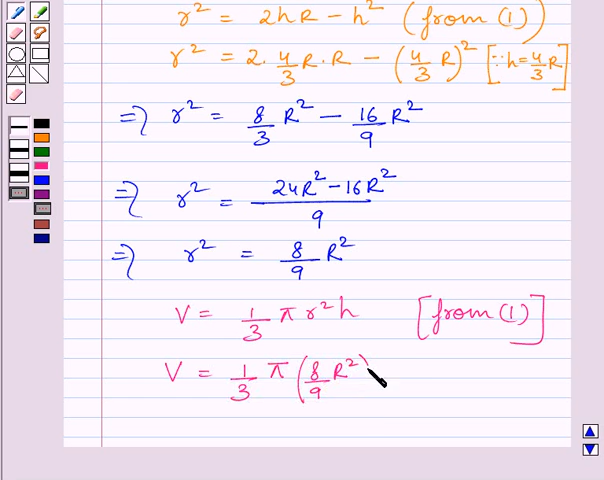 r² = 2hR − h² (from (1))
r² = 2· 4/3 R·R − (4/3 R)² [∵h=4/3 R]
⇒ r² = 8/3 R² − 16/9 R²
⇒ r² = 24R²−16R²/9
⇒ r² = 8/9 R²
V = 1/3 π r²h [from (1)]
V = 1/3 π (8/9 R²)